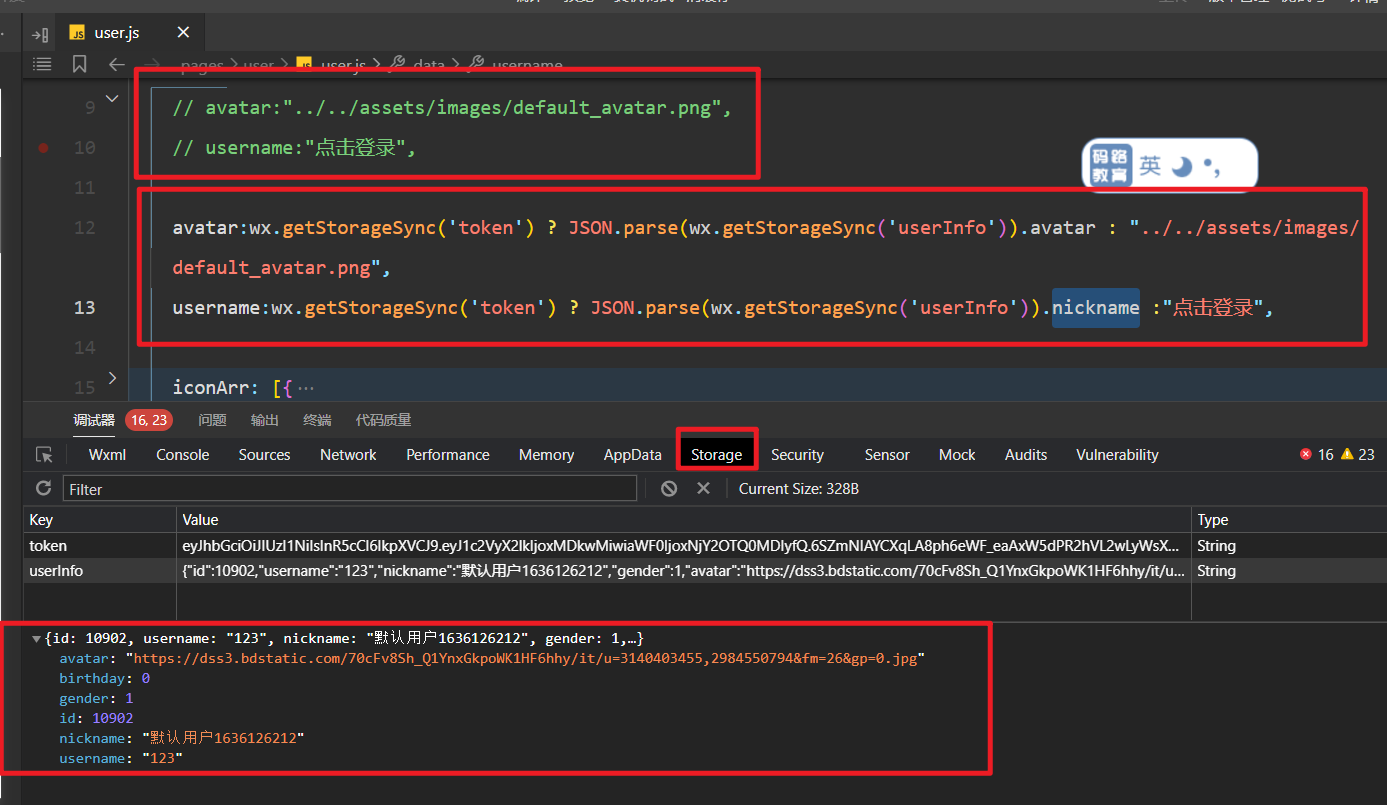 user.js
pages > user > user.js > data > username
9 // avatar:"../../assets/images/default_avatar.png",
10 // username:"点击登录",
码路教育 英
11
12 avatar:wx.getStorageSync('token') ? JSON.parse(wx.getStorageSync('userInfo')).avatar : "../../assets/images/
default_avatar.png",
13 username:wx.getStorageSync('token') ? JSON.parse(wx.getStorageSync('userInfo')).nickname :"点击登录",
14
15 iconArr: [{ ···
调试器 16, 23 问题 输出 终端 代码质量
Wxml Console Sources Network Performance Memory AppData Storage Security Sensor Mock Audits Vulnerability 16 23
Filter Current Size: 328B
Key Value Type
token String
userInfo {"id":10902,"username":"123","nickname":"默认用户1636126212","gender":1,"avatar":"https://dss3.bdstatic.com/70cFv8Sh_Q1YnxGkpoWK1HF6hhy/it/u... String
{id: 10902, username: "123", nickname: "默认用户1636126212", gender: 1,…}
avatar: "https://dss3.bdstatic.com/70cFv8Sh_Q1YnxGkpoWK1HF6hhy/it/u=3140403455,2984550794&fm=26&gp=0.jpg"
birthday: 0
gender: 1
id: 10902
nickname: "默认用户1636126212"
username: "123"